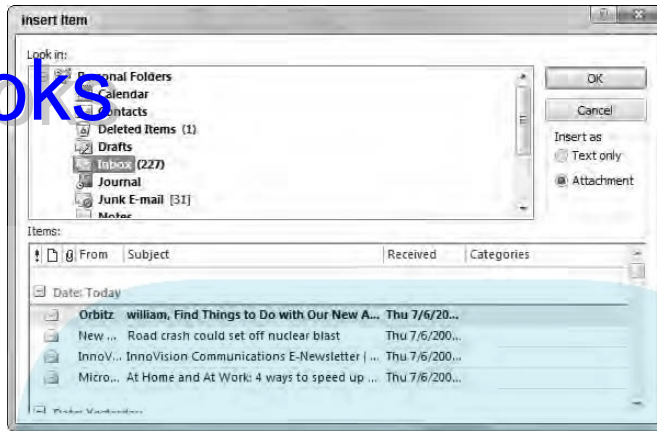 Insert Item
Look in:
Personal Folders
Calendar
Contacts
Deleted Items (1)
Drafts
Inbox (227)
Journal
Junk E-mail [31]
Notes
OK
Cancel
Insert as
Text only
Attachment
oks
Items:
From Subject Received Categories
Date: Today
Orbitz william, Find Things to Do with Our New A... Thu 7/6/20...
New ... Road crash could set off nuclear blast Thu 7/6/200...
InnoV... InnoVision Communications E-Newsletter | ... Thu 7/6/200...
Micro... At Home and At Work: 4 ways to speed up ... Thu 7/6/200...
Date: Yesterday